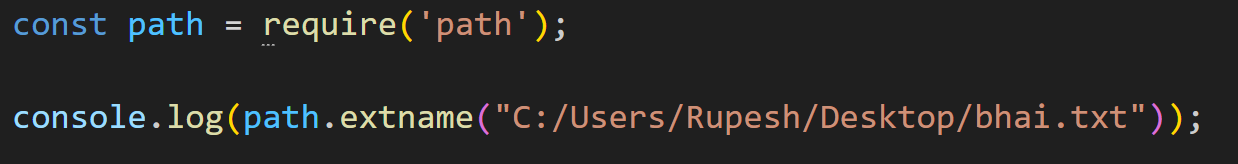 const path = require('path');
console.log(path.extname("C:/Users/Rupesh/Desktop/bhai.txt"));